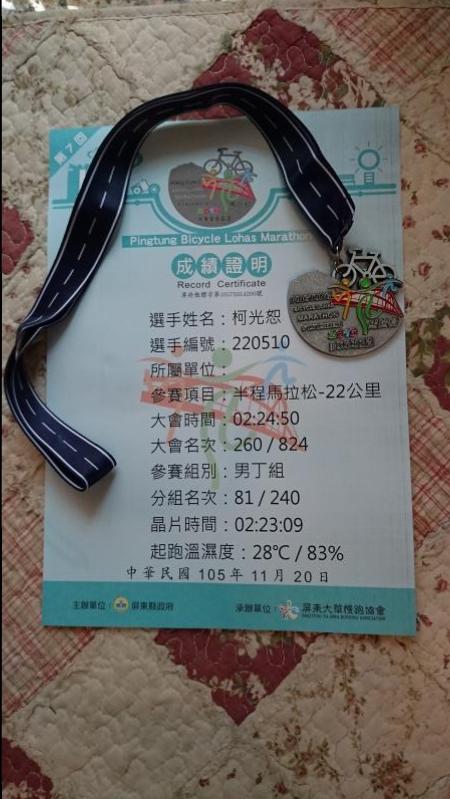 第7回
Pingtung Bicycle Lohas Marathon
成績證明
Record Certificate
選手姓名：柯光恕
選手編號：220510
所屬單位：
參賽項目：半程馬拉松-22公里
大會時間：02:24:50
大會名次：260 / 824
參賽組別：男丁組
分組名次：81 / 240
晶片時間：02:23:09
起跑溫濕度：28℃ / 83%
中華民國 105 年 11 月 20 日
主辦單位： 屏東縣政府
承辦單位： 屏東大華慢跑協會
MARATHON